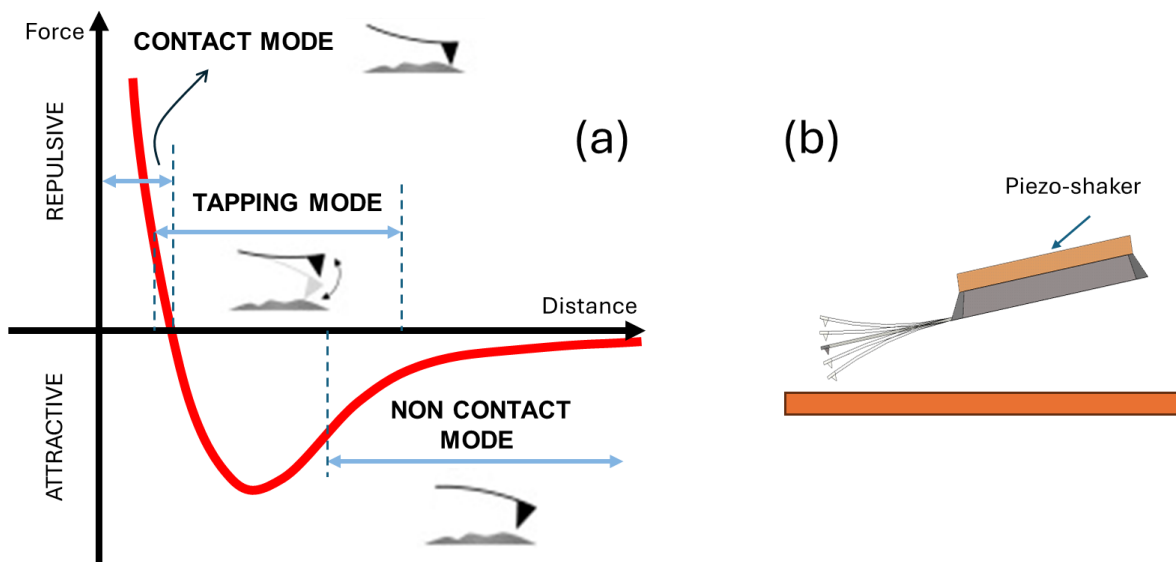 Force
CONTACT MODE
REPULSIVE
(a)
TAPPING MODE
Distance
ATTRACTIVE
NON CONTACT
MODE
(b)
Piezo-shaker